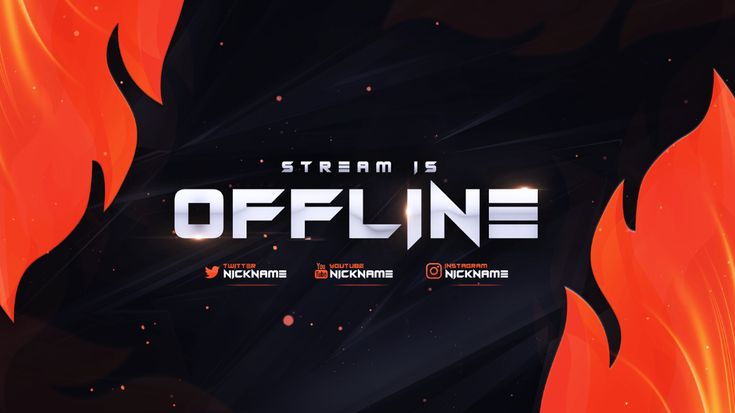 STREAM IS
OFFLINE
TWITTER YOUTUBE INSTAGRAM
NICKNAME NICKNAME NICKNAME